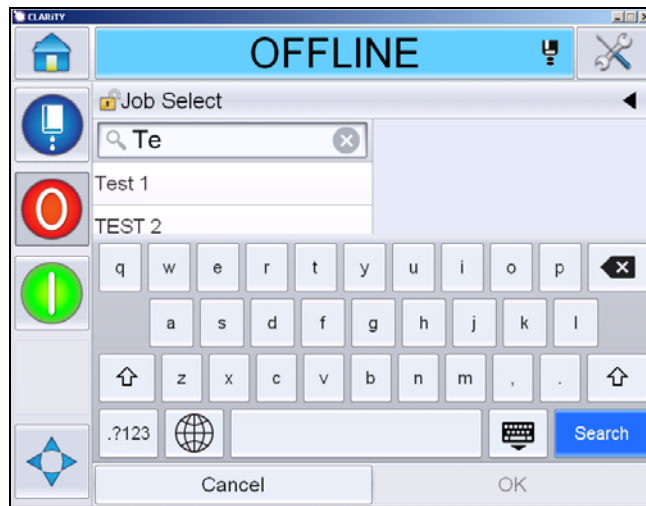 CLARiTY
OFFLINE
Job Select
Te
Test 1
TEST 2
q w e r t y u i o p
a s d f g h j k l
z x c v b n m , .
.?123 Search
Cancel OK